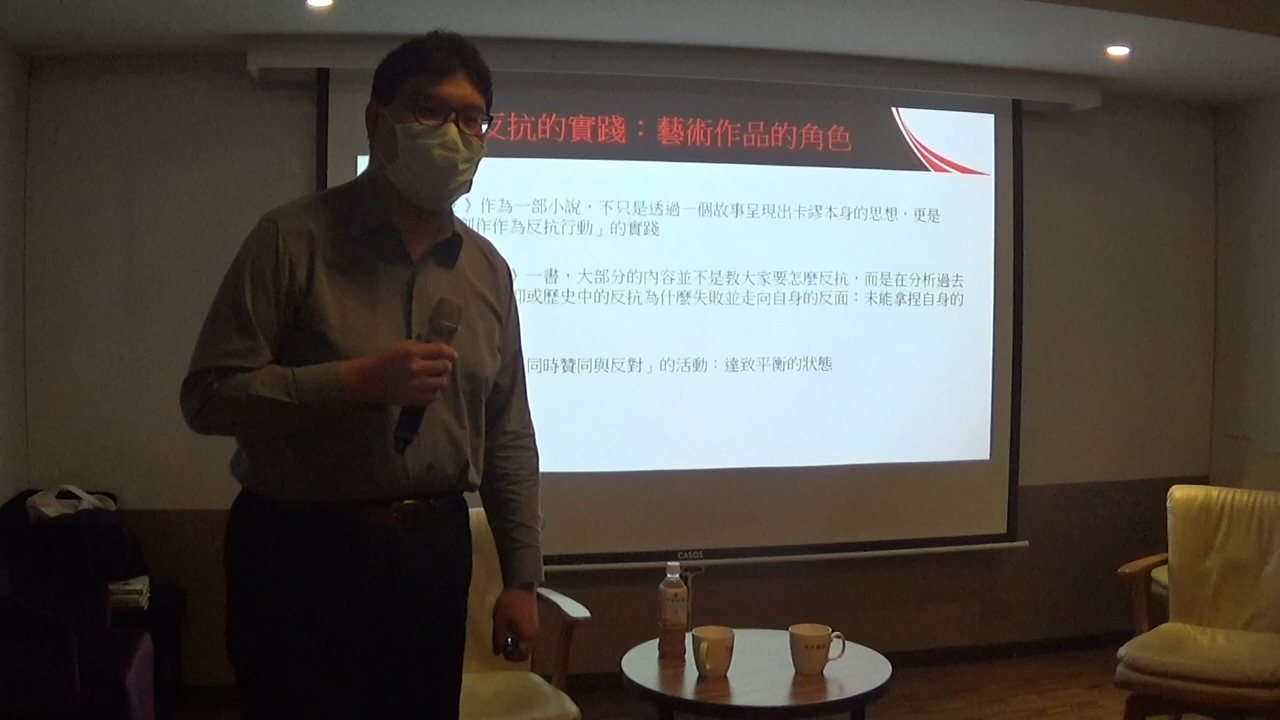 反抗的實踐：藝術作品的角色
》作為一部小說，不只是透過一個故事呈現出卡繆本身的思想，更是
創作作為反抗行動」的實踐
》一書，大部分的內容並不是教大家要怎麼反抗，而是在分析過去
或歷史中的反抗為什麼失敗並走向自身的反面：未能拿捏自身的
同時贊同與反對」的活動：達致平衡的狀態
CASOS